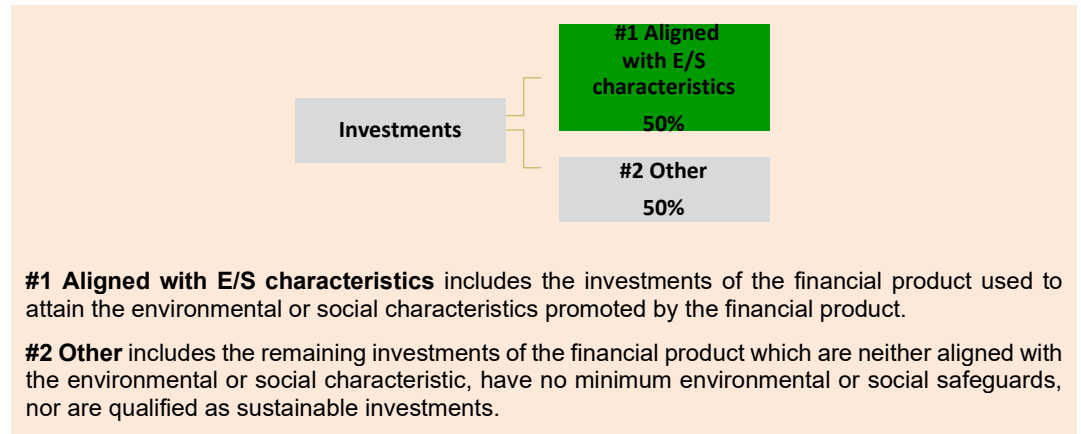 #1 Aligned
with E/S
characteristics
50%
Investments
#2 Other
50%
#1 Aligned with E/S characteristics includes the investments of the financial product used to
attain the environmental or social characteristics promoted by the financial product.
#2 Other includes the remaining investments of the financial product which are neither aligned with
the environmental or social characteristic, have no minimum environmental or social safeguards,
nor are qualified as sustainable investments.